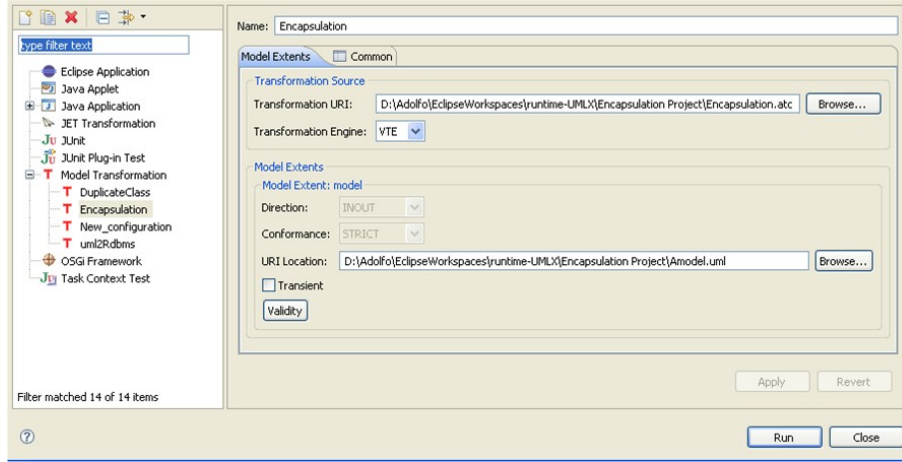 type filter text
Eclipse Application
Java Applet
Java Application
JET Transformation
JUnit
JUnit Plug-in Test
Model Transformation
DuplicateClass
Encapsulation
New_configuration
uml2Rdbms
OSGi Framework
Task Context Test
Filter matched 14 of 14 items
Name: Encapsulation
Model Extents Common
Transformation Source
Transformation URI: D:\Adolfo\EclipseWorkspaces\runtime-UMLX\Encapsulation Project\Encapsulation.atc Browse...
Transformation Engine: VTE
Model Extents
Model Extent: model
Direction: INOUT
Conformance: STRICT
URI Location: D:\Adolfo\EclipseWorkspaces\runtime-UMLX\Encapsulation Project\Amodel.uml Browse...
Transient
Validity
Apply Revert
Run Close